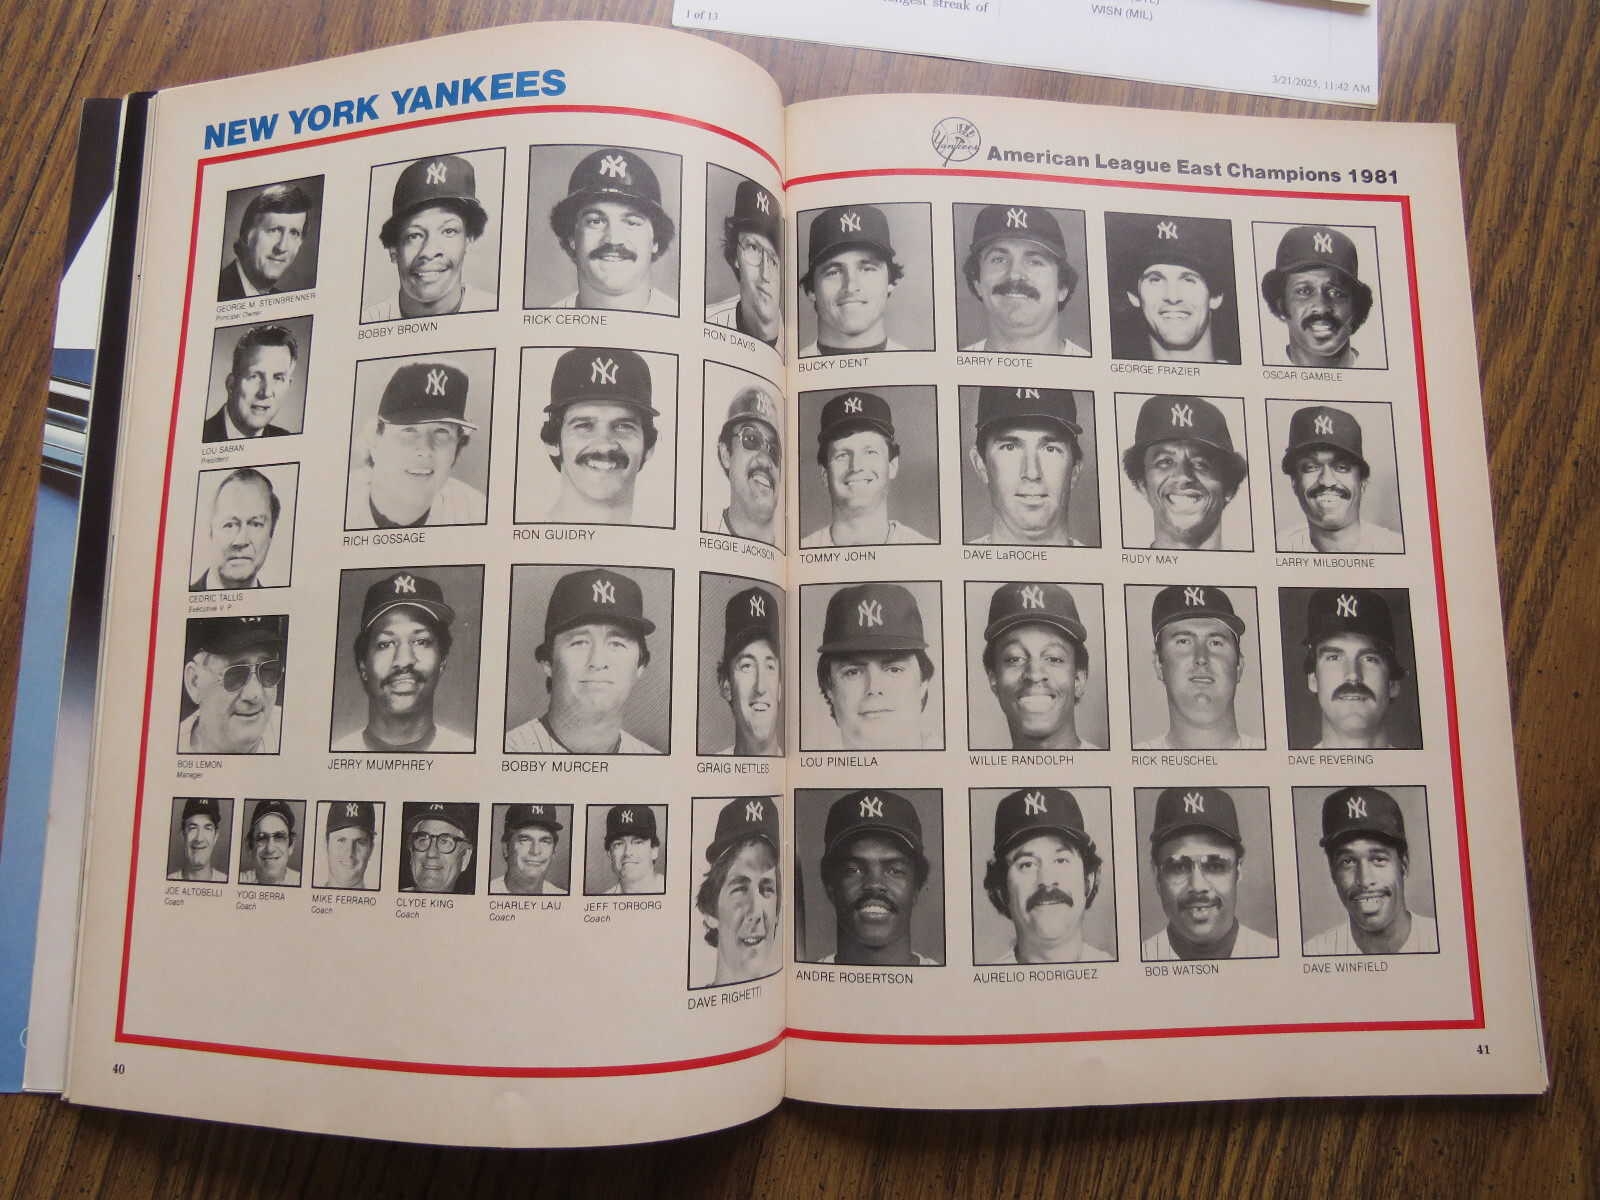 ongest streak of
1 of 13
WISN (MIL)
3/21/2025, 11:42 AM
NEW YORK YANKEES
Yankees
American League East Champions 1981
GEORGE M. STEINBRENNER
Principal Owner
BOBBY BROWN
RICK CERONE
RON DAVIS
LOU SABAN
President
RICH GOSSAGE
RON GUIDRY
REGGIE JACKSON
CEDRIC TALLIS
Executive V. P.
BOB LEMON
Manager
JERRY MUMPHREY
BOBBY MURCER
GRAIG NETTLES
JOE ALTOBELLI
Coach
YOGI BERRA
Coach
MIKE FERRARO
Coach
CLYDE KING
Coach
CHARLEY LAU
Coach
JEFF TORBORG
Coach
DAVE RIGHETTI
40
BUCKY DENT
BARRY FOOTE
GEORGE FRAZIER
OSCAR GAMBLE
TOMMY JOHN
DAVE LaROCHE
RUDY MAY
LARRY MILBOURNE
LOU PINIELLA
WILLIE RANDOLPH
RICK REUSCHEL
DAVE REVERING
ANDRE ROBERTSON
AURELIO RODRIGUEZ
BOB WATSON
DAVE WINFIELD
41